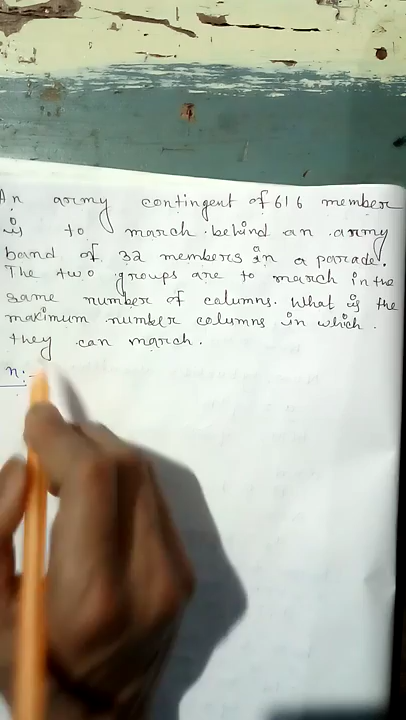 An army contingent of 616 member
is to march behind an army
band of 32 members in a parade.
The two groups are to march in the
same number of columns. What is the
maximum number columns in which
they can march.
n:-